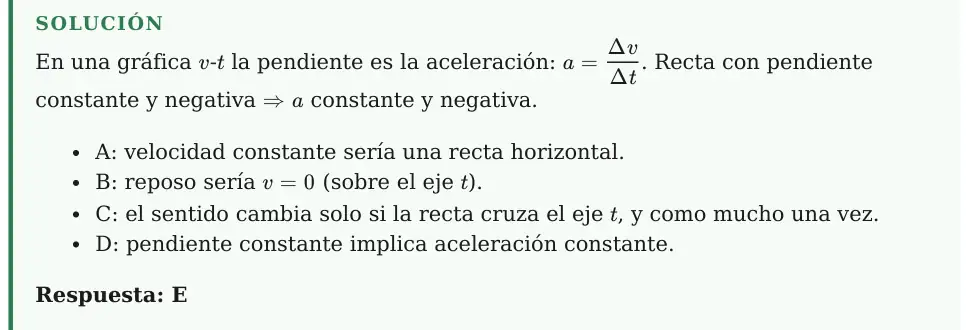 SOLUCIÓN
En una gráfica v-t la pendiente es la aceleración: a = Δv/Δt. Recta con pendiente
constante y negativa ⇒ a constante y negativa.
• A: velocidad constante sería una recta horizontal.
• B: reposo sería v = 0 (sobre el eje t).
• C: el sentido cambia solo si la recta cruza el eje t, y como mucho una vez.
• D: pendiente constante implica aceleración constante.
Respuesta: E